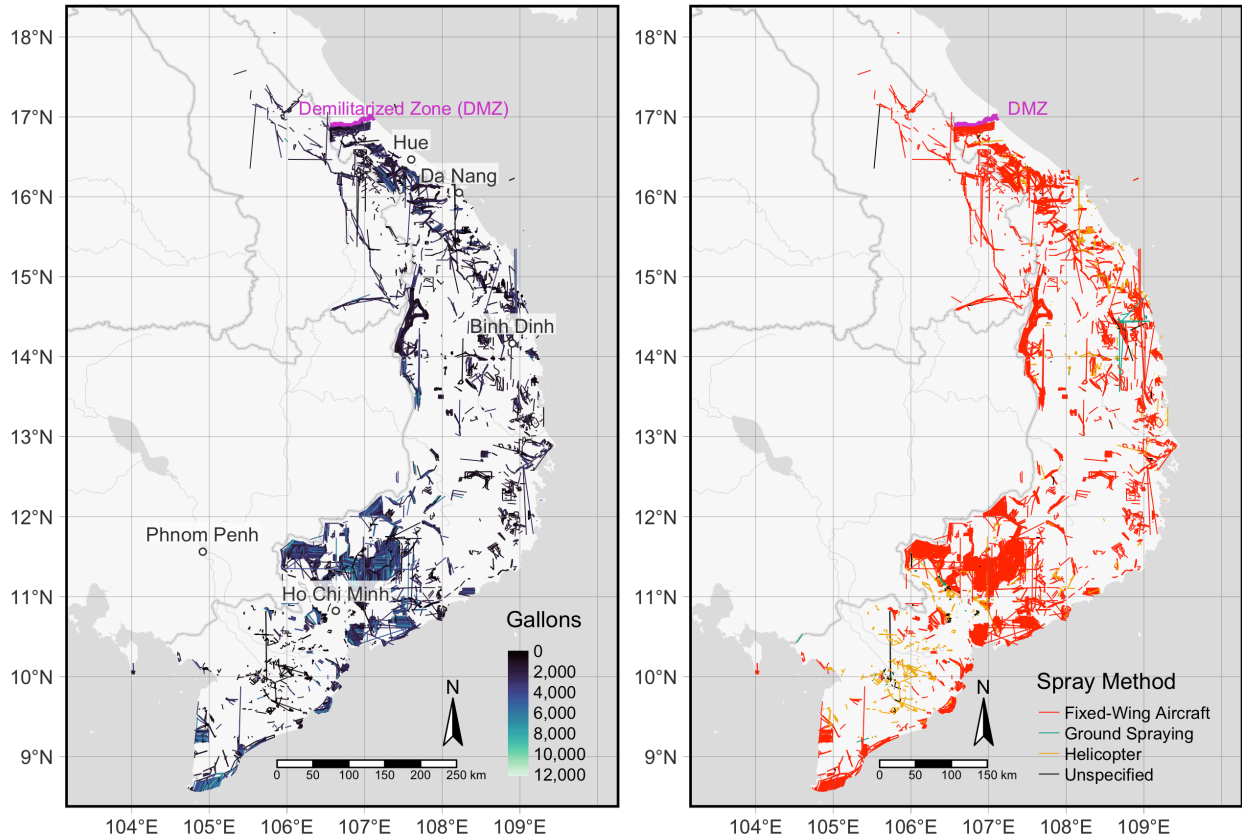 18°N
17°N
16°N
15°N
14°N
13°N
12°N
11°N
10°N
9°N
Demilitarized Zone (DMZ)
Hue
Da Nang
Binh Dinh
Phnom Penh
Ho Chi Minh
Gallons
0
2,000
4,000
6,000
8,000
10,000
12,000
N
0 50 100 150 200 250 km
104°E 105°E 106°E 107°E 108°E 109°E
18°N
17°N
16°N
15°N
14°N
13°N
12°N
11°N
10°N
9°N
DMZ
Spray Method
Fixed-Wing Aircraft
Ground Spraying
Helicopter
Unspecified
N
0 50 100 150 km
104°E 105°E 106°E 107°E 108°E 109°E